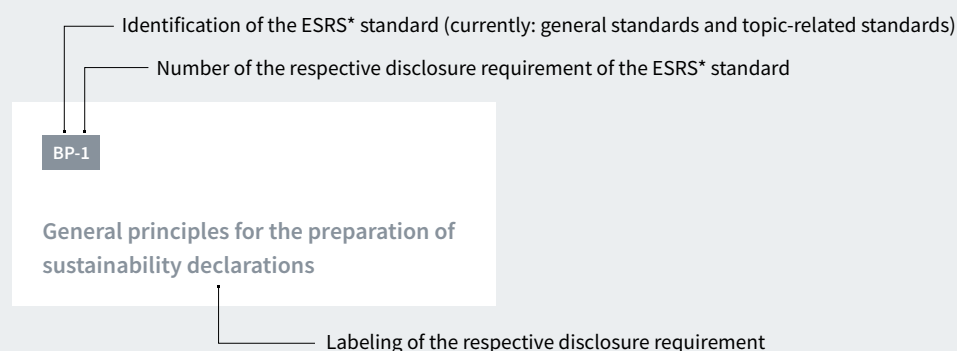 Identification of the ESRS* standard (currently: general standards and topic-related standards)
Number of the respective disclosure requirement of the ESRS* standard
BP-1
General principles for the preparation of
sustainability declarations
Labeling of the respective disclosure requirement